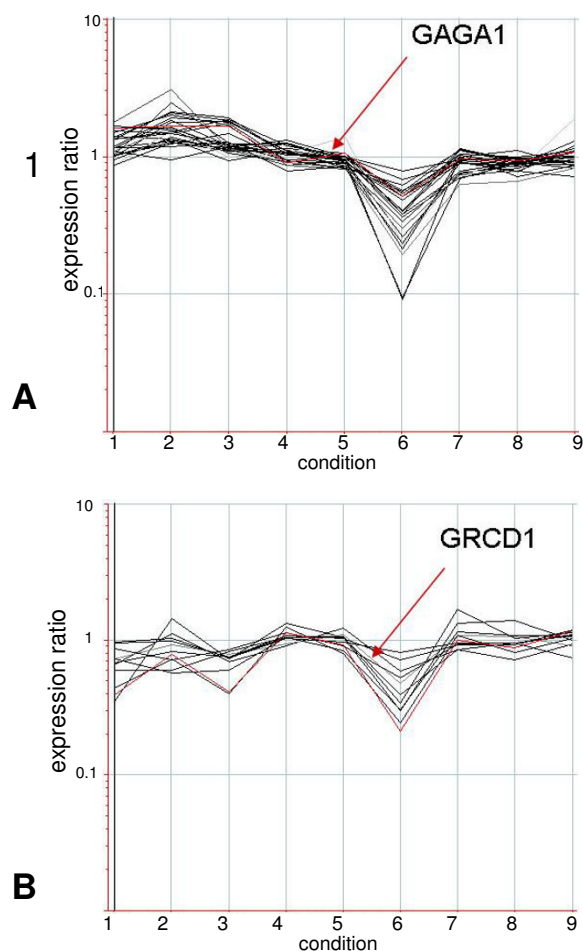 10
GAGA1
1
1
expression ratio
0.1
A
1 2 3 4 5 6 7 8 9
condition
10
GRCD1
1
expression ratio
0.1
B
1 2 3 4 5 6 7 8 9
condition